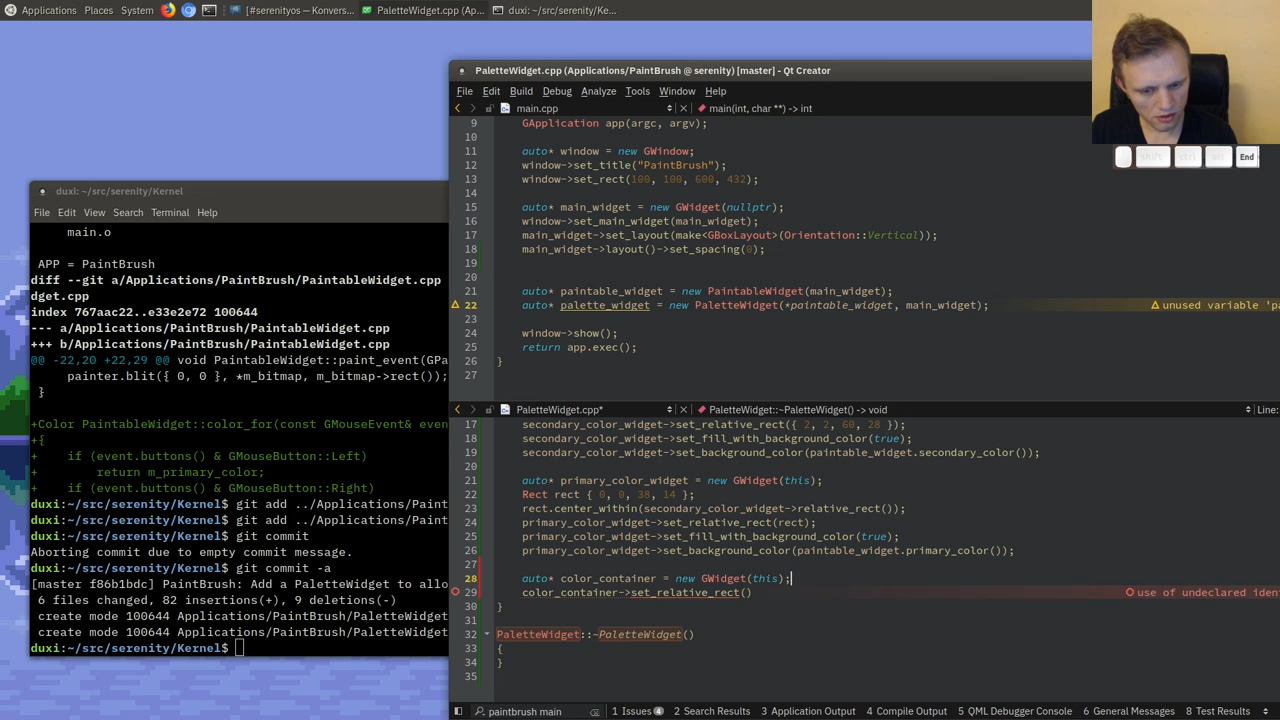 Applications Places System [#serenityos — Konvers... PaletteWidget.cpp (Ap... duxi: ~/src/serenity/Ke...
PaletteWidget.cpp (Applications/PaintBrush @ serenity) [master] - Qt Creator
File Edit Build Debug Analyze Tools Window Help
main.cpp main(int, char **) -> int
9 GApplication app(argc, argv);
10
11 auto* window = new GWindow;
12 window->set_title("PaintBrush");
13 window->set_rect(100, 100, 600, 432);
14
15 auto* main_widget = new GWidget(nullptr);
16 window->set_main_widget(main_widget);
17 main_widget->set_layout(make<GBoxLayout>(Orientation::Vertical));
18 main_widget->layout()->set_spacing(0);
19
20
21 auto* paintable_widget = new PaintableWidget(main_widget);
22 auto* palette_widget = new PaletteWidget(*paintable_widget, main_widget); unused variable 'pa
23
24 window->show();
25 return app.exec();
26 }
27
PaletteWidget.cpp* PaletteWidget::~PaletteWidget() -> void Line:
17 secondary_color_widget->set_relative_rect({ 2, 2, 60, 28 });
18 secondary_color_widget->set_fill_with_background_color(true);
19 secondary_color_widget->set_background_color(paintable_widget.secondary_color());
20
21 auto* primary_color_widget = new GWidget(this);
22 Rect rect { 0, 0, 38, 14 };
23 rect.center_within(secondary_color_widget->relative_rect());
24 primary_color_widget->set_relative_rect(rect);
25 primary_color_widget->set_fill_with_background_color(true);
26 primary_color_widget->set_background_color(paintable_widget.primary_color());
27
28 auto* color_container = new GWidget(this);
29 color_container->set_relative_rect() use of undeclared iden
30 }
31
32 PaletteWidget::~PaletteWidget()
33 {
34 }
35
paintbrush main 1 Issues 4 2 Search Results 3 Application Output 4 Compile Output 5 QML Debugger Console 6 General Messages 8 Test Results
shift ctrl alt End
duxi: ~/src/serenity/Kernel
File Edit View Search Terminal Help
main.o
APP = PaintBrush
diff --git a/Applications/PaintBrush/PaintableWidget.cpp
dget.cpp
index 767aac22..e33e2e72 100644
--- a/Applications/PaintBrush/PaintableWidget.cpp
+++ b/Applications/PaintBrush/PaintableWidget.cpp
@@ -22,20 +22,29 @@ void PaintableWidget::paint_event(GPa
painter.blit({ 0, 0 }, *m_bitmap, m_bitmap->rect());
}
+Color PaintableWidget::color_for(const GMouseEvent& even
+{
+ if (event.buttons() & GMouseButton::Left)
+ return m_primary_color;
+ if (event.buttons() & GMouseButton::Right)
duxi:~/src/serenity/Kernel$ git add ../Applications/Paint
duxi:~/src/serenity/Kernel$ git add ../Applications/Paint
duxi:~/src/serenity/Kernel$ git commit
Aborting commit due to empty commit message.
duxi:~/src/serenity/Kernel$ git commit -a
[master f86b1bdc] PaintBrush: Add a PaletteWidget to allo
6 files changed, 82 insertions(+), 9 deletions(-)
create mode 100644 Applications/PaintBrush/PaletteWidget
create mode 100644 Applications/PaintBrush/PaletteWidget
duxi:~/src/serenity/Kernel$